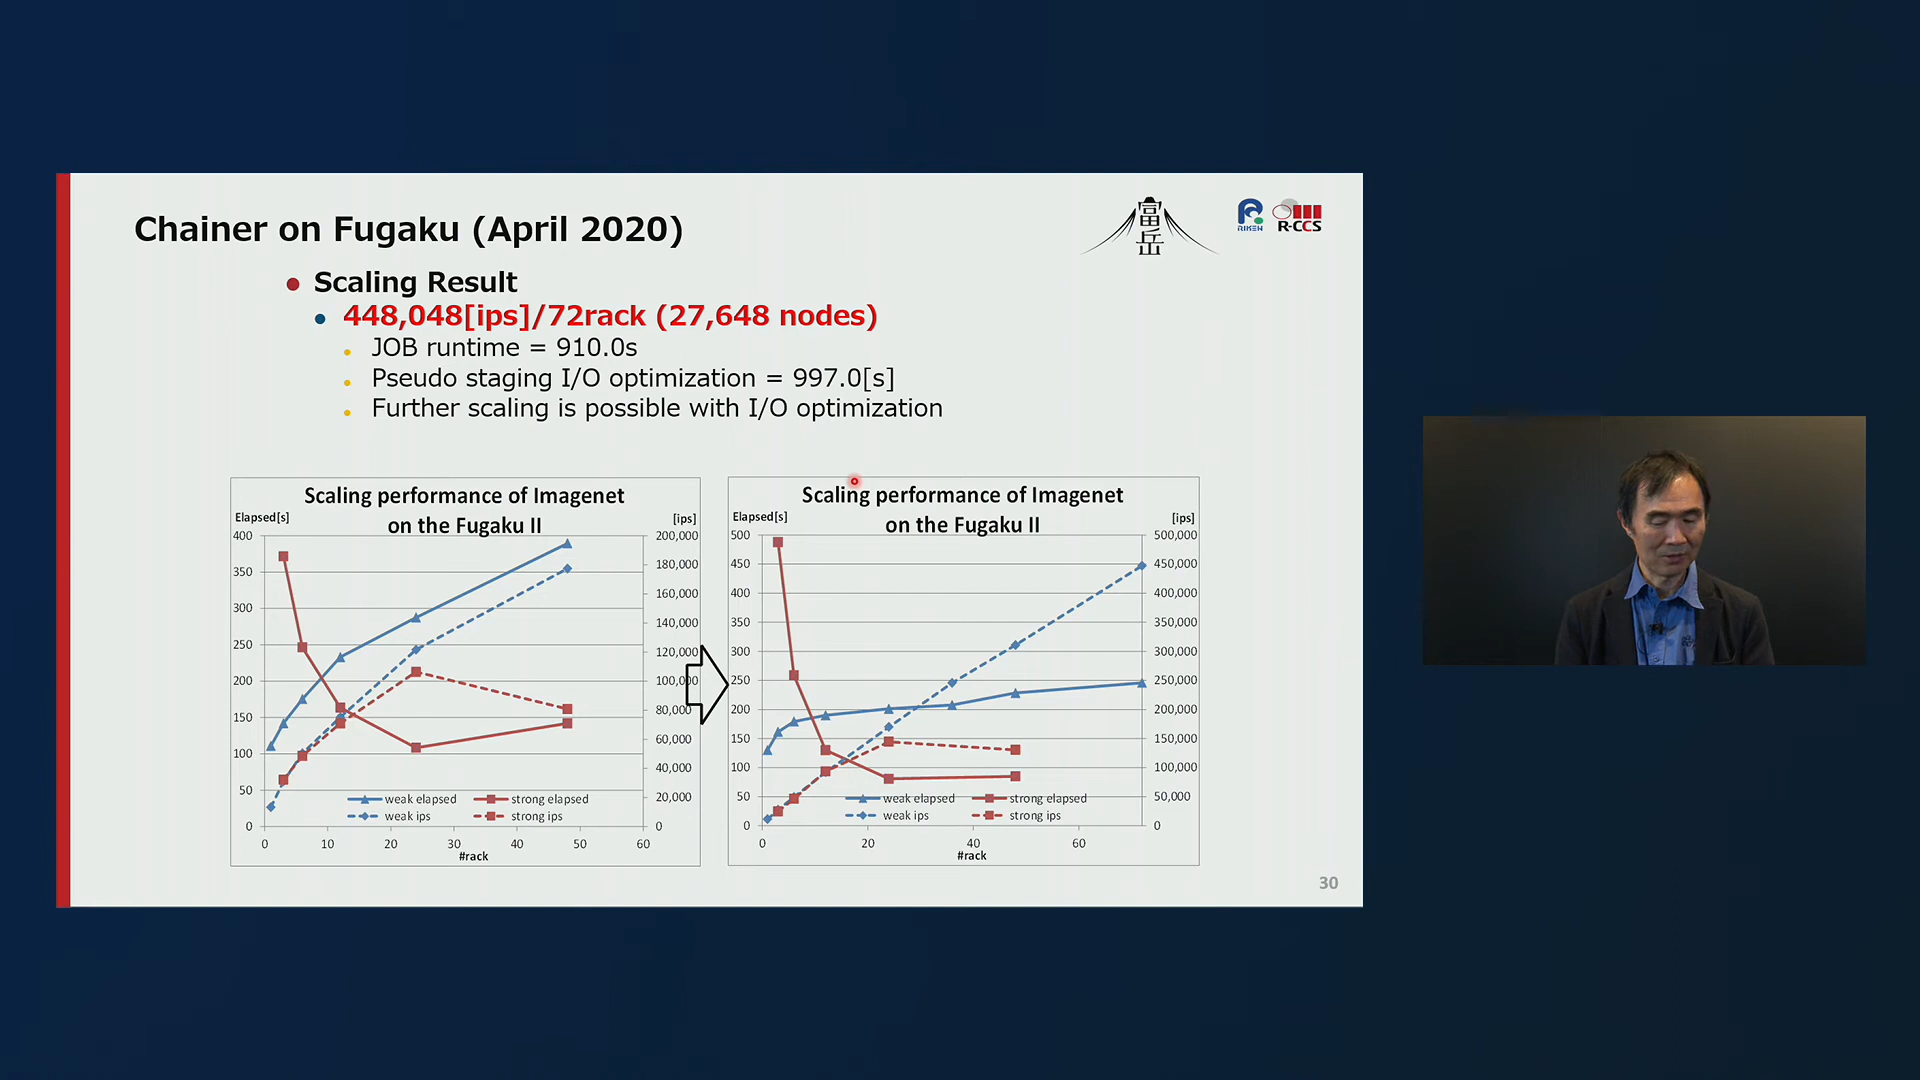 Chainer on Fugaku (April 2020)
富岳
RIKEN
R-CCS
Scaling Result
448,048[ips]/72rack (27,648 nodes)
JOB runtime = 910.0s
Pseudo staging I/O optimization = 997.0[s]
Further scaling is possible with I/O optimization
Scaling performance of Imagenet
on the Fugaku II
Elapsed[s]
[ips]
400
350
300
250
200
150
100
50
0
200,000
180,000
160,000
140,000
120,000
100,000
80,000
60,000
40,000
20,000
0
weak elapsed
strong elapsed
weak ips
strong ips
0 10 20 30 40 50 60
#rack
Scaling performance of Imagenet
on the Fugaku II
Elapsed[s]
[ips]
500
450
400
350
300
250
200
150
100
50
0
500,000
450,000
400,000
350,000
300,000
250,000
200,000
150,000
100,000
50,000
0
weak elapsed
strong elapsed
weak ips
strong ips
0 20 40 60
#rack
30